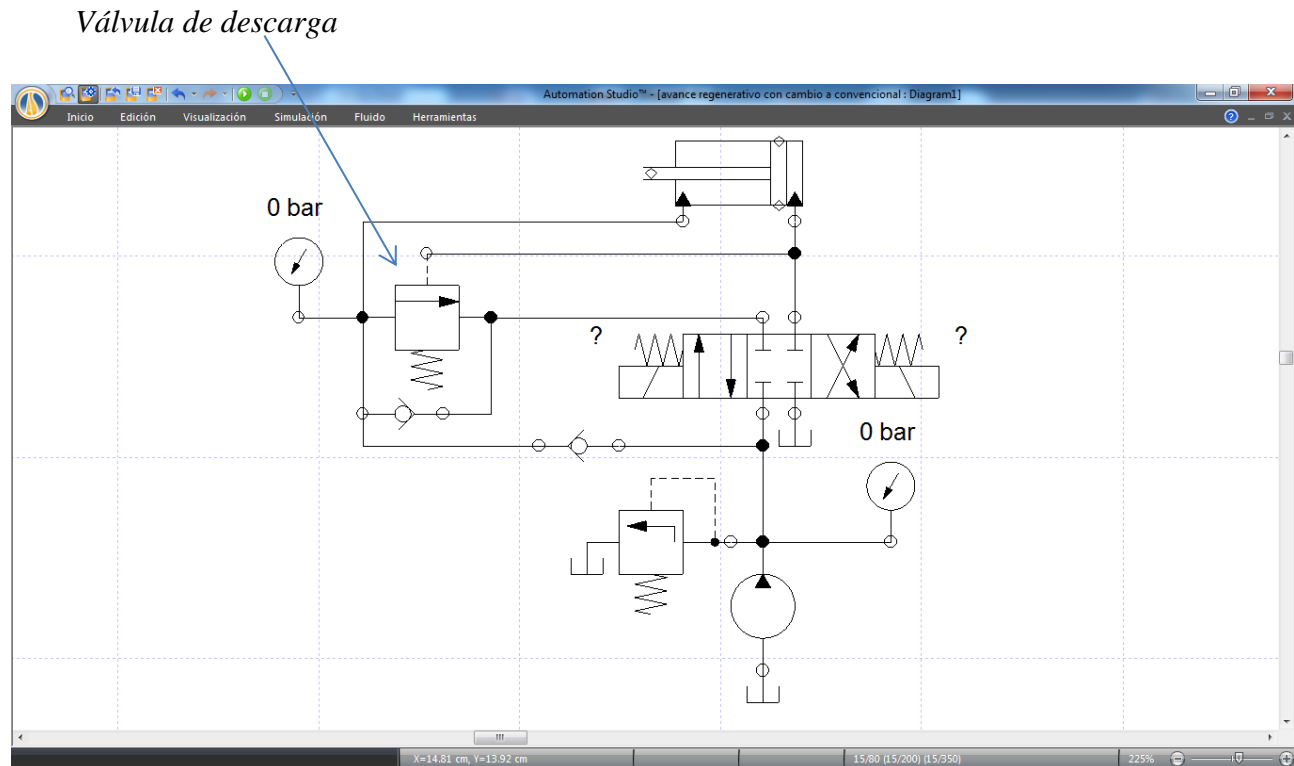 Válvula de descarga
Automation Studio™ - [avance regenerativo con cambio a convencional : Diagram1]
Inicio Edición Visualización Simulación Fluido Herramientas
0 bar
? ?
0 bar
X=14.81 cm, Y=13.92 cm 15/80 (15/200) (15/350) 225%